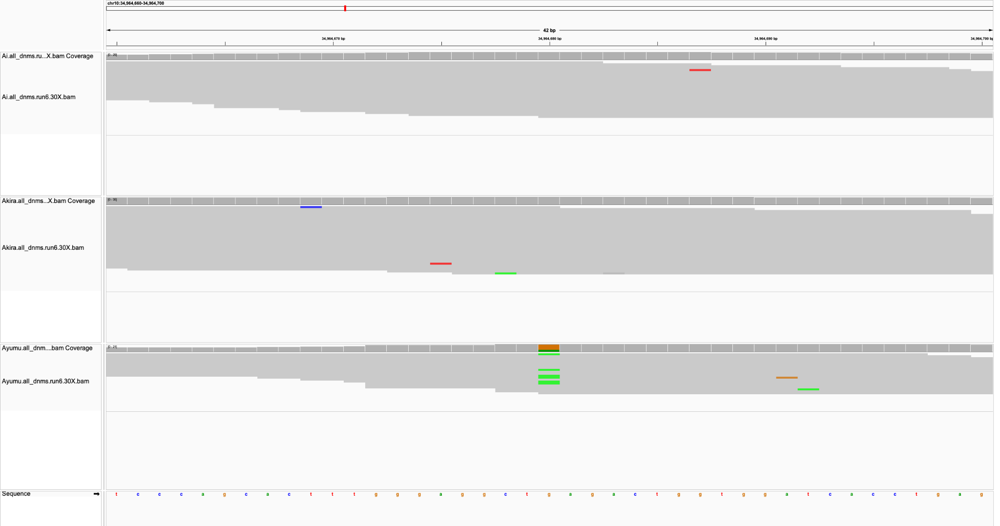 chr10:34,964,660-34,964,700
42 bp
34,964,670 bp 34,964,680 bp 34,964,690 bp 34,964,700 bp
Ai.all_dnms.ru...X.bam Coverage
[0 - 29]
Ai.all_dnms.run6.30X.bam
Akira.all_dnms...X.bam Coverage
[0 - 35]
Akira.all_dnms.run6.30X.bam
Ayumu.all_dnm....bam Coverage
[0 - 21]
Ayumu.all_dnms.run6.30X.bam
Sequence t c c c a g c a c t t t g g g a g g c t g a g a c t g g t g g a t c a c c t g a g